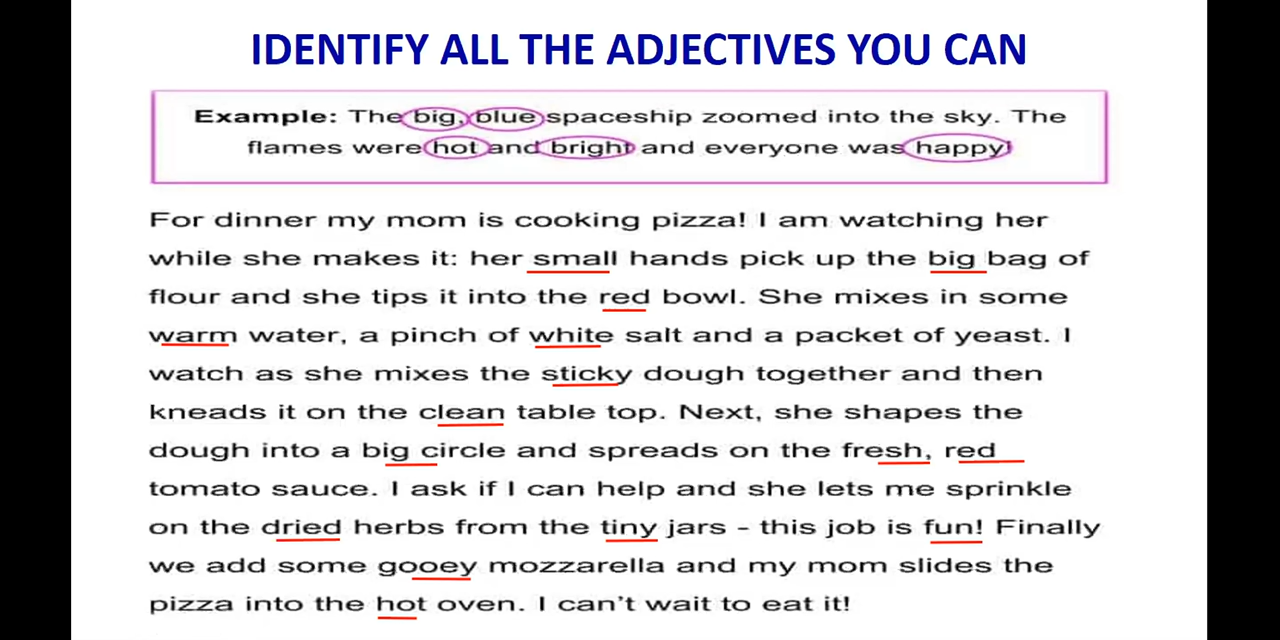 IDENTIFY ALL THE ADJECTIVES YOU CAN
Example: The big, blue spaceship zoomed into the sky. The
flames were hot and bright and everyone was happy!
For dinner my mom is cooking pizza! I am watching her
while she makes it: her small hands pick up the big bag of
flour and she tips it into the red bowl. She mixes in some
warm water, a pinch of white salt and a packet of yeast. I
watch as she mixes the sticky dough together and then
kneads it on the clean table top. Next, she shapes the
dough into a big circle and spreads on the fresh, red
tomato sauce. I ask if I can help and she lets me sprinkle
on the dried herbs from the tiny jars - this job is fun! Finally
we add some gooey mozzarella and my mom slides the
pizza into the hot oven. I can't wait to eat it!